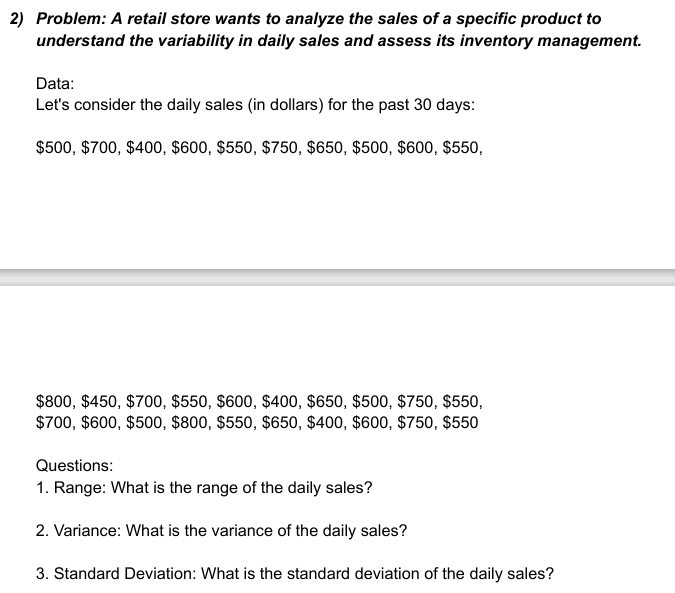 2) Problem: A retail store wants to analyze the sales of a specific product to
understand the variability in daily sales and assess its inventory management.
Data:
Let's consider the daily sales (in dollars) for the past 30 days:
$500, $700, $400, $600, $550, $750, $650, $500, $600, $550,
$800, $450, $700, $550, $600, $400, $650, $500, $750, $550,
$700, $600, $500, $800, $550, $650, $400, $600, $750, $550
Questions:
1. Range: What is the range of the daily sales?
2. Variance: What is the variance of the daily sales?
3. Standard Deviation: What is the standard deviation of the daily sales?